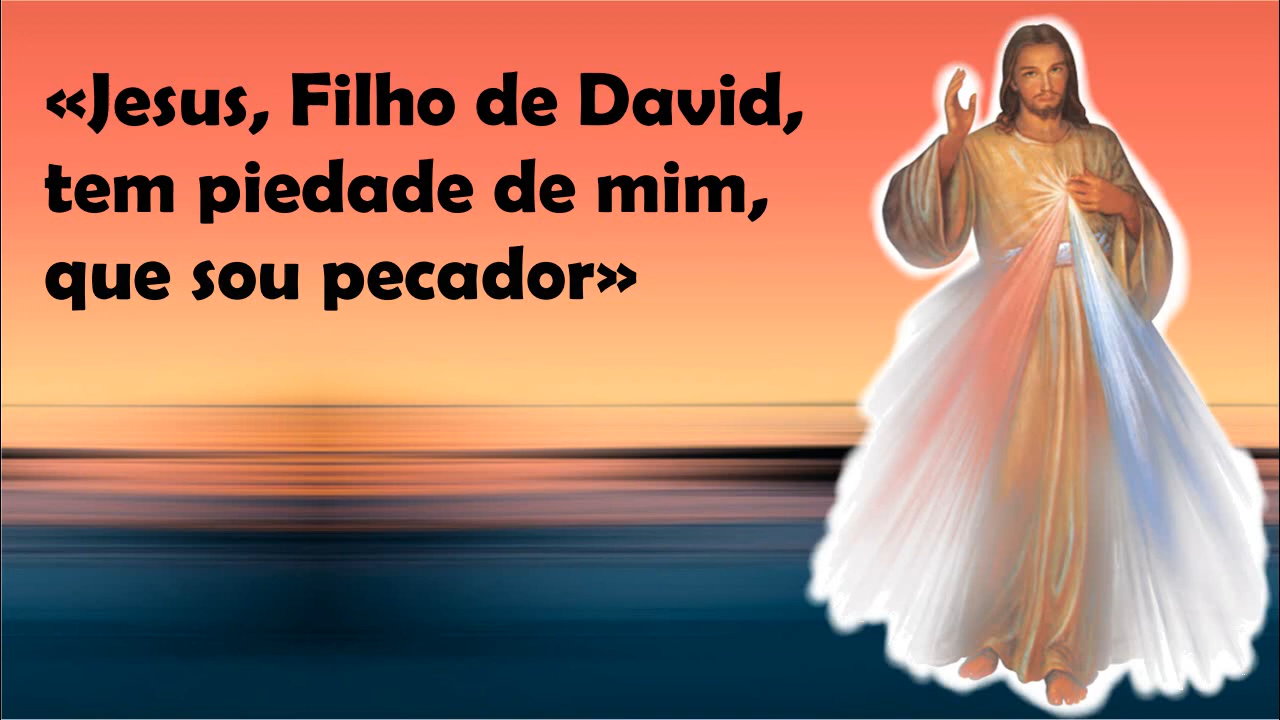 «Jesus, Filho de David,
tem piedade de mim,
que sou pecador»